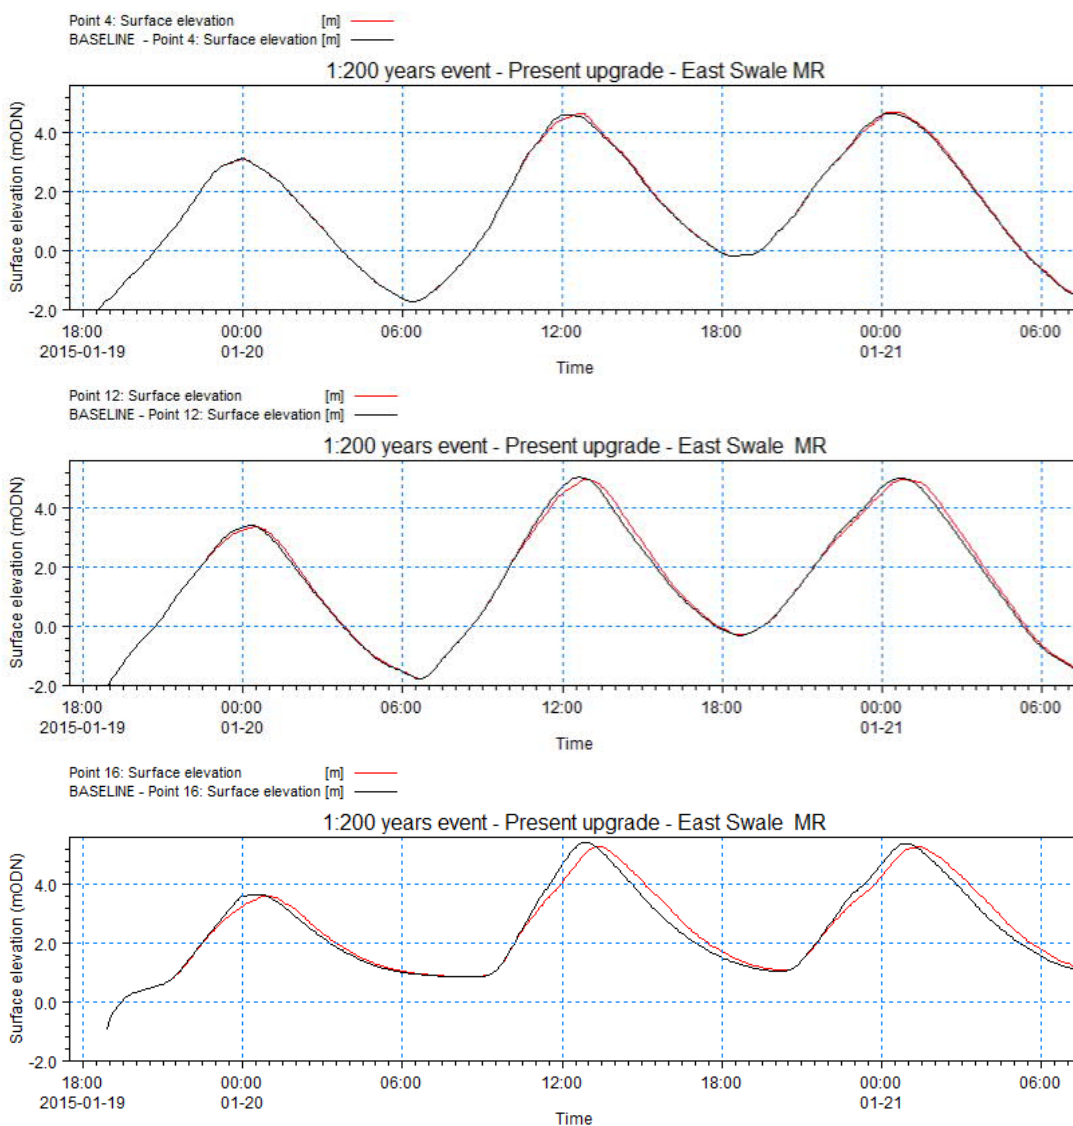 Point 4: Surface elevation [m]
BASELINE - Point 4: Surface elevation [m]
1:200 years event - Present upgrade - East Swale MR
Surface elevation (mODN)
4.0
2.0
0.0
-2.0
18:00 00:00 06:00 12:00 18:00 00:00 06:00
2015-01-19 01-20 01-21
Time
Point 12: Surface elevation [m]
BASELINE - Point 12: Surface elevation [m]
1:200 years event - Present upgrade - East Swale MR
Surface elevation (mODN)
4.0
2.0
0.0
-2.0
18:00 00:00 06:00 12:00 18:00 00:00 06:00
2015-01-19 01-20 01-21
Time
Point 16: Surface elevation [m]
BASELINE - Point 16: Surface elevation [m]
1:200 years event - Present upgrade - East Swale MR
Surface elevation (mODN)
4.0
2.0
0.0
-2.0
18:00 00:00 06:00 12:00 18:00 00:00 06:00
2015-01-19 01-20 01-21
Time